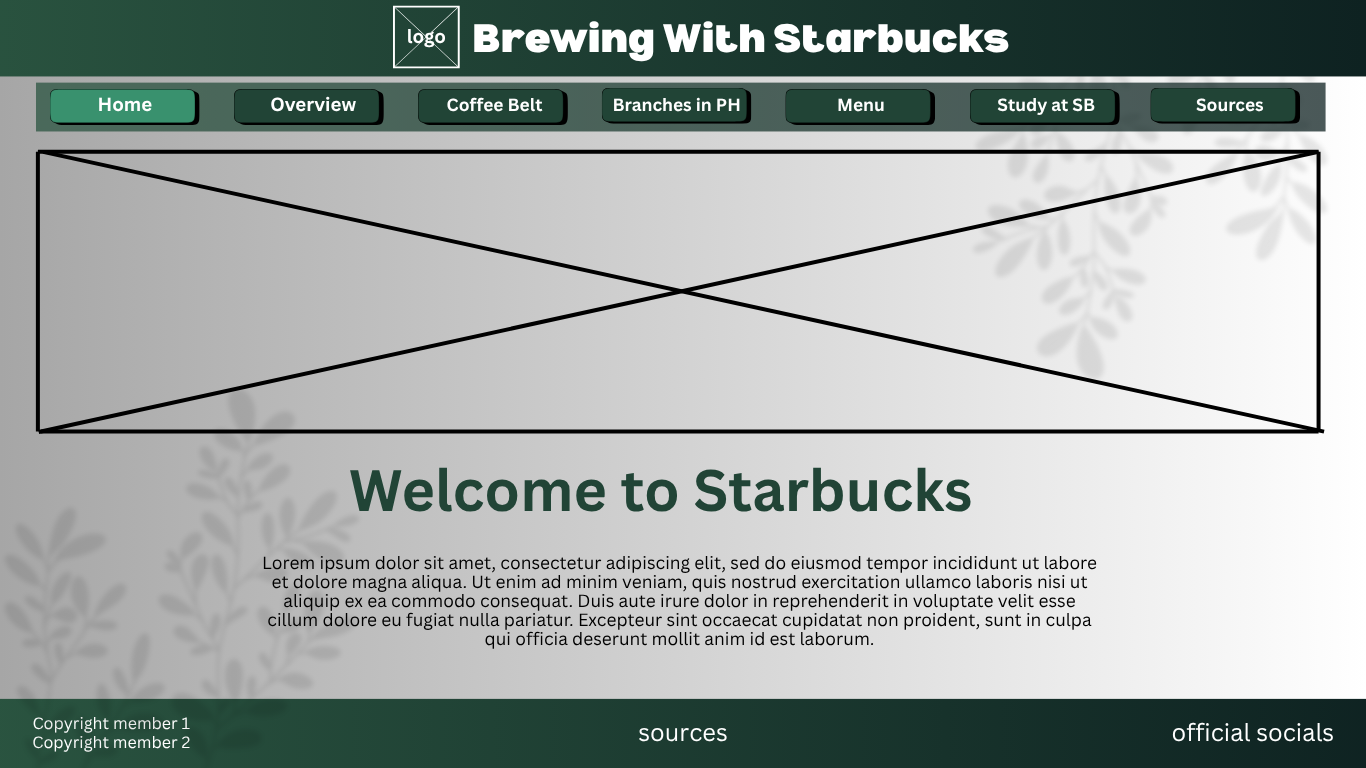 logo
Brewing With Starbucks
Home
Overview
Coffee Belt
Branches in PH
Menu
Study at SB
Sources
Welcome to Starbucks
Lorem ipsum dolor sit amet, consectetur adipiscing elit, sed do eiusmod tempor incididunt ut labore
et dolore magna aliqua. Ut enim ad minim veniam, quis nostrud exercitation ullamco laboris nisi ut
aliquip ex ea commodo consequat. Duis aute irure dolor in reprehenderit in voluptate velit esse
cillum dolore eu fugiat nulla pariatur. Excepteur sint occaecat cupidatat non proident, sunt in culpa
qui officia deserunt mollit anim id est laborum.
Copyright member 1
Copyright member 2
sources
official socials